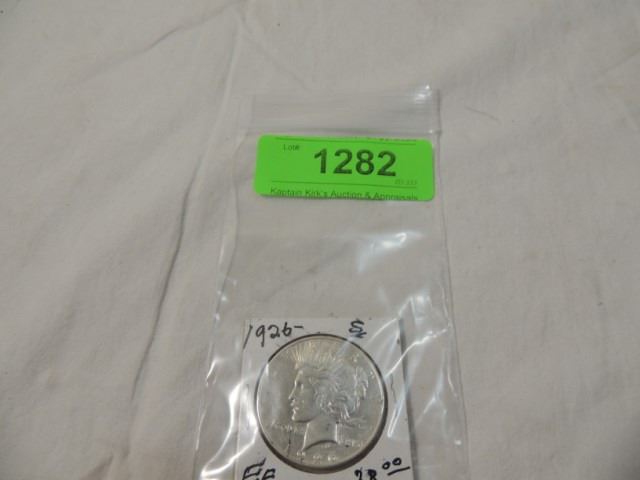 Lot# 1282
Kaptain Kirk's Auction & Appraisals
1926- S
EF 28.00